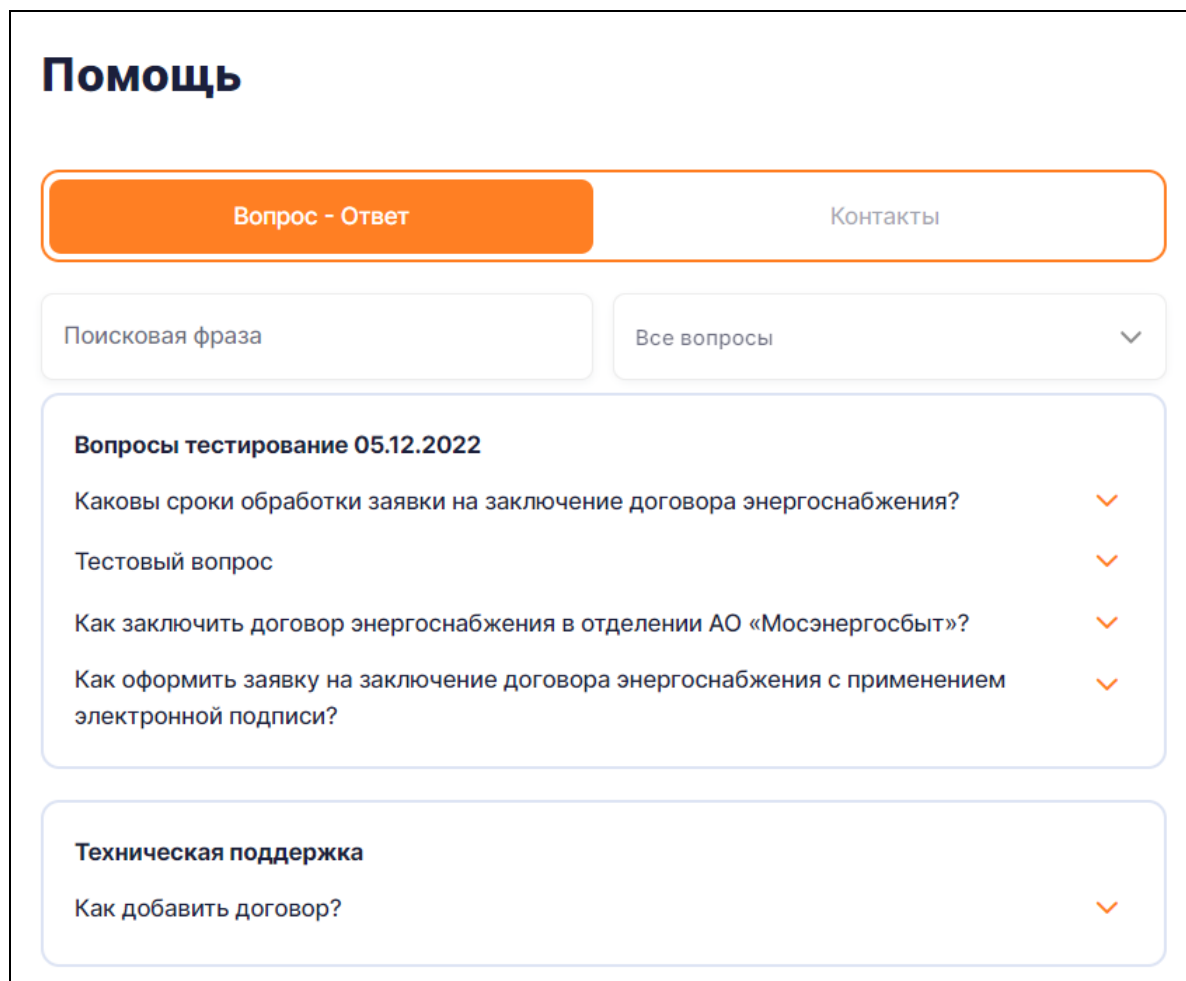 Помощь
Вопрос - Ответ
Контакты
Поисковая фраза
Все вопросы
Вопросы тестирование 05.12.2022
Каковы сроки обработки заявки на заключение договора энергоснабжения?
Тестовый вопрос
Как заключить договор энергоснабжения в отделении АО «Мосэнергосбыт»?
Как оформить заявку на заключение договора энергоснабжения с применением
электронной подписи?
Техническая поддержка
Как добавить договор?